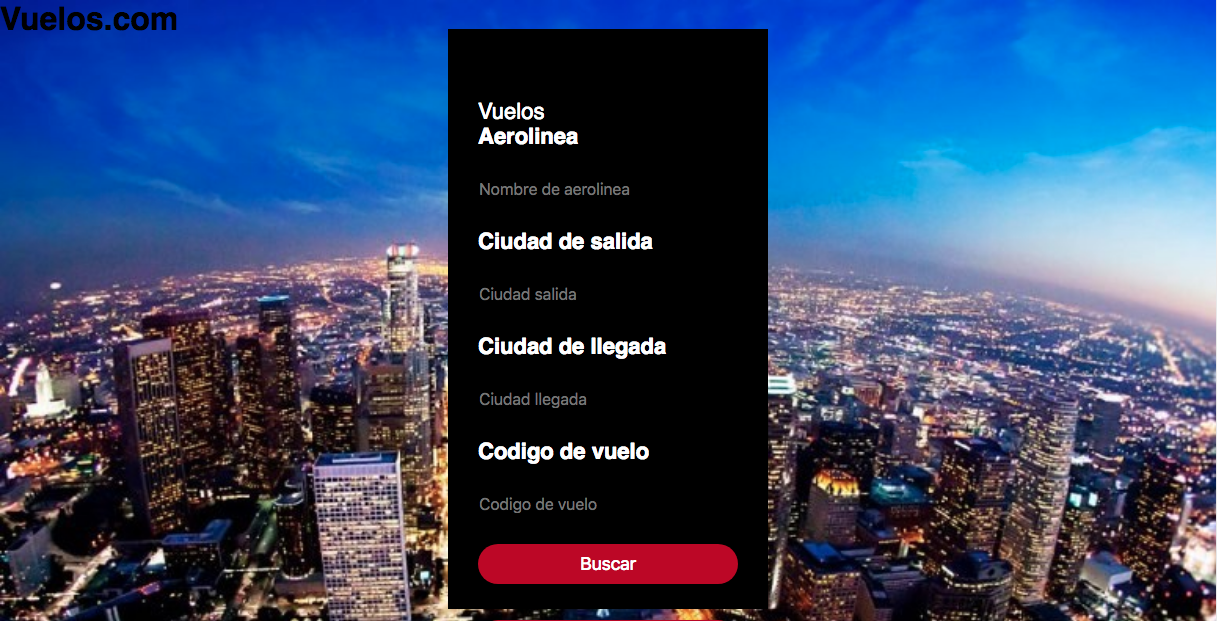 Vuelos.com
Vuelos
Aerolinea
Nombre de aerolinea
Ciudad de salida
Ciudad salida
Ciudad de llegada
Ciudad llegada
Codigo de vuelo
Codigo de vuelo
Buscar